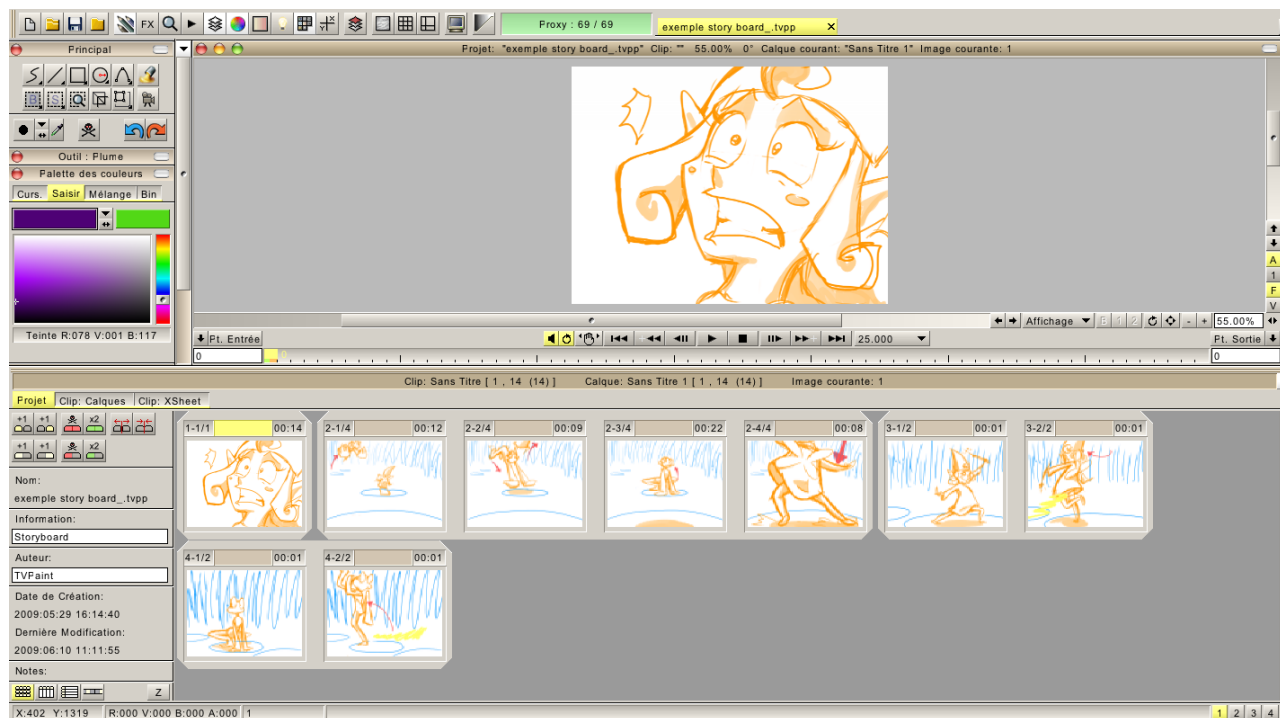 FX
Proxy : 69 / 69
exemple story board_.tvpp
Principal
Projet: "exemple story board_.tvpp" Clip: "" 55.00% 0° Calque courant: "Sans Titre 1" Image courante: 1
Outil : Plume
Palette des couleurs
Curs. Saisir Mélange Bin
Teinte R:078 V:001 B:117
A
1
F
V
Affichage 1 2 - + 55.00%
Pt. Entrée 25.000 Pt. Sortie
0 0 0
Clip: Sans Titre [ 1 , 14 (14) ] Calque: Sans Titre 1 [ 1 , 14 (14) ] Image courante: 1
Projet Clip: Calques Clip: XSheet
+1 +1 x2
+1 +1 x2
1-1/1 00:14 2-1/4 00:12 2-2/4 00:09 2-3/4 00:22 2-4/4 00:08 3-1/2 00:01 3-2/2 00:01
Nom:
exemple story board_.tvpp
Information:
Storyboard
Auteur:
TVPaint
4-1/2 00:01 4-2/2 00:01
Date de Création:
2009:05:29 16:14:40
Dernière Modification:
2009:06:10 11:11:55
Notes:
Z
X:402 Y:1319 R:000 V:000 B:000 A:000 1 1 2 3 4